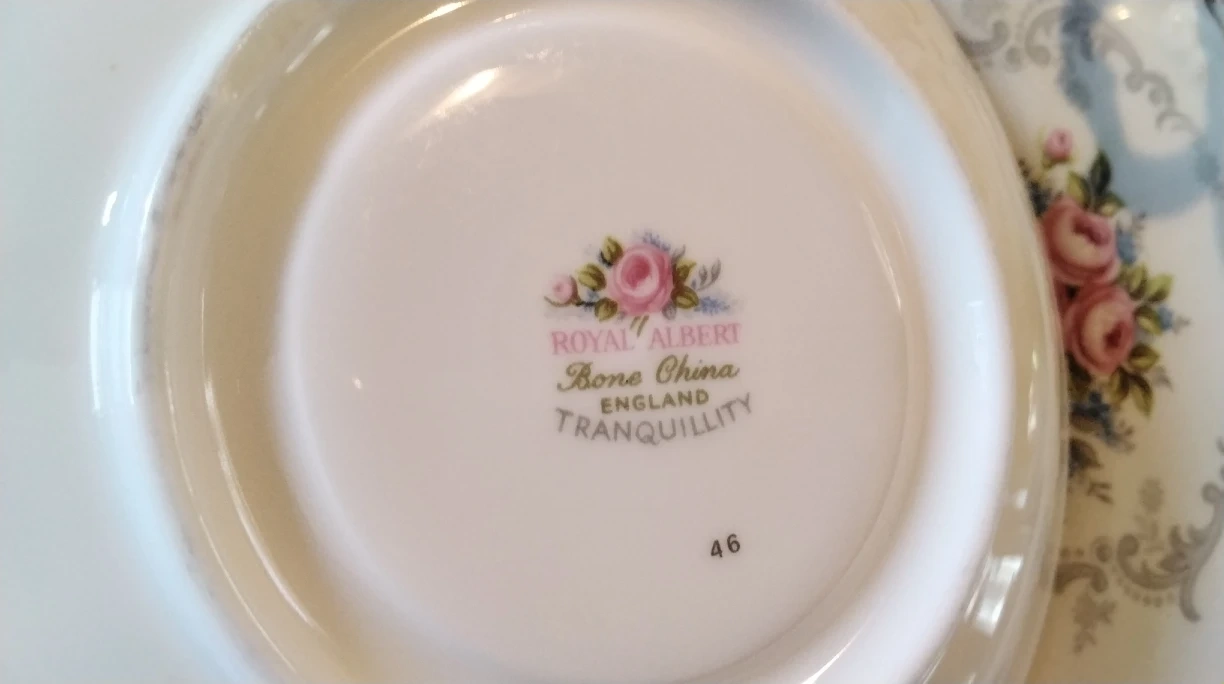 ROYAL ALBERT
Bone China
ENGLAND
TRANQUILLITY
46